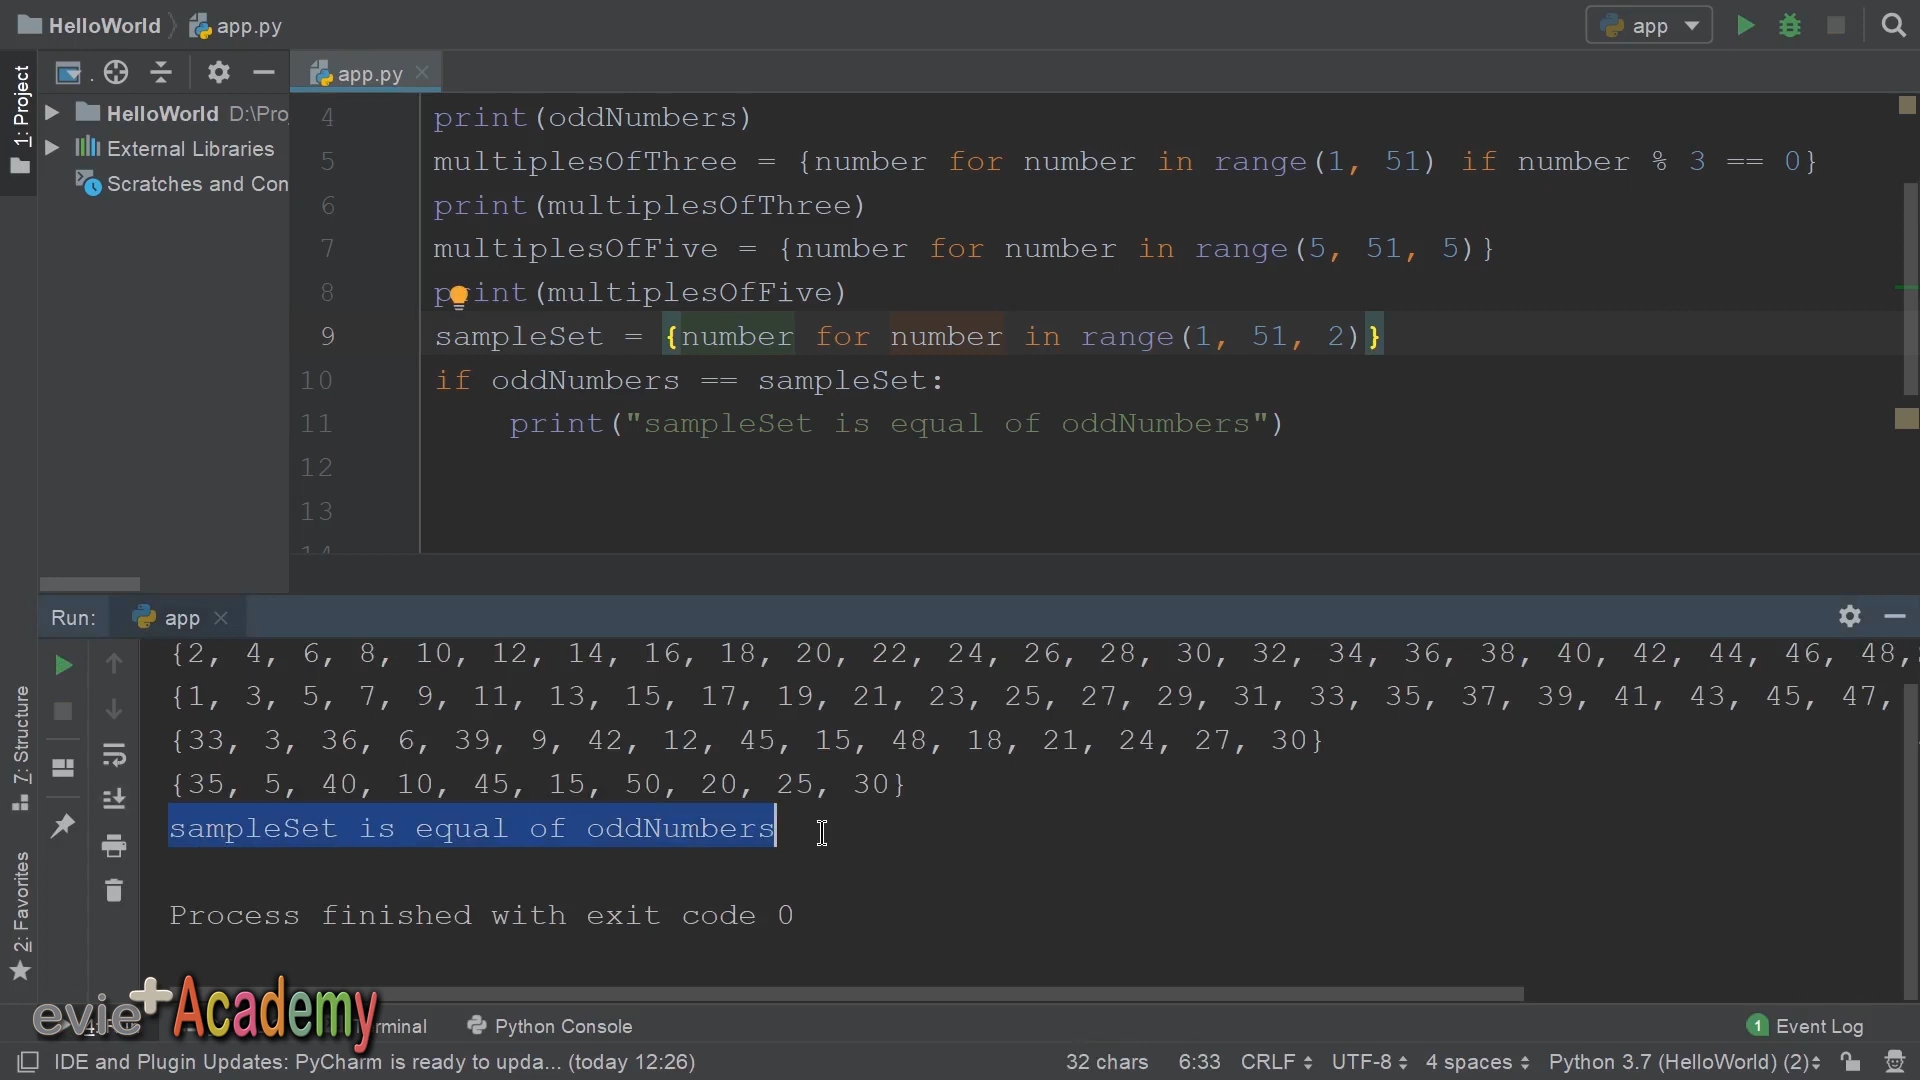 HelloWorld app.py
app
1: Project
app.py
HelloWorld D:\Pro
External Libraries
Scratches and Con
4 print(oddNumbers)
5 multiplesOfThree = {number for number in range(1, 51) if number % 3 == 0}
6 print(multiplesOfThree)
7 multiplesOfFive = {number for number in range(5, 51, 5)}
8 print(multiplesOfFive)
9 sampleSet = {number for number in range(1, 51, 2)}
10 if oddNumbers == sampleSet:
11 print("sampleSet is equal of oddNumbers")
12
13
14
Run: app
{2, 4, 6, 8, 10, 12, 14, 16, 18, 20, 22, 24, 26, 28, 30, 32, 34, 36, 38, 40, 42, 44, 46, 48,
{1, 3, 5, 7, 9, 11, 13, 15, 17, 19, 21, 23, 25, 27, 29, 31, 33, 35, 37, 39, 41, 43, 45, 47,
{33, 3, 36, 6, 39, 9, 42, 12, 45, 15, 48, 18, 21, 24, 27, 30}
{35, 5, 40, 10, 45, 15, 50, 20, 25, 30}
sampleSet is equal of oddNumbers
Process finished with exit code 0
7: Structure
2: Favorites
evie+Academy
minal Python Console
1 Event Log
IDE and Plugin Updates: PyCharm is ready to upda... (today 12:26)
32 chars 6:33 CRLF UTF-8 4 spaces Python 3.7 (HelloWorld) (2)